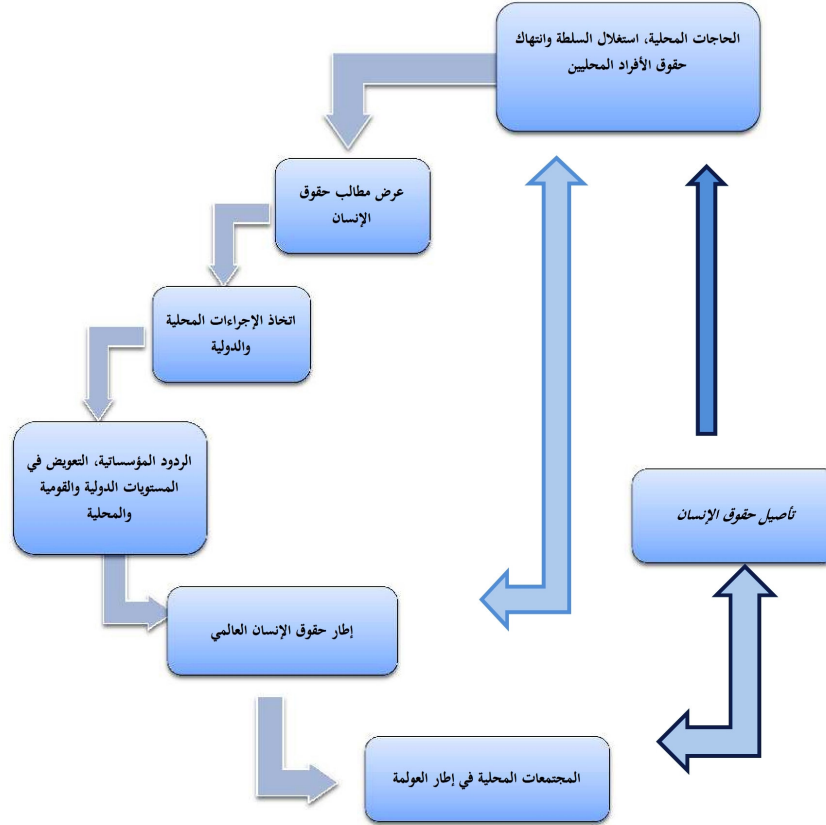 الحاجات المحلية، استغلال السلطة وانتهاك
حقوق الأفراد المحليين
عرض مطالب حقوق
الإنسان
اتخاذ الإجراءات المحلية
والدولية
الردود المؤسساتية، التعويض في
المستويات الدولية والقومية
والمحلية
تأصيل حقوق الإنسان
إطار حقوق الإنسان العالمي
المجتمعات المحلية في إطار العولمة